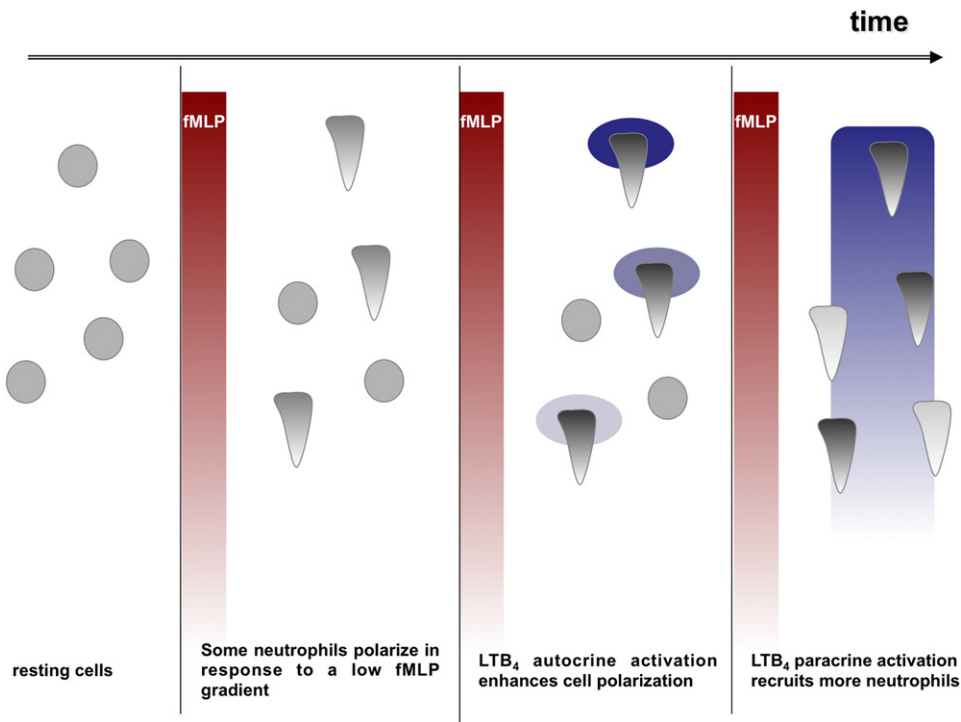 time
fMLP
fMLP
fMLP
resting cells
Some neutrophils polarize in
response to a low fMLP
gradient
LTB₄ autocrine activation
enhances cell polarization
LTB₄ paracrine activation
recruits more neutrophils